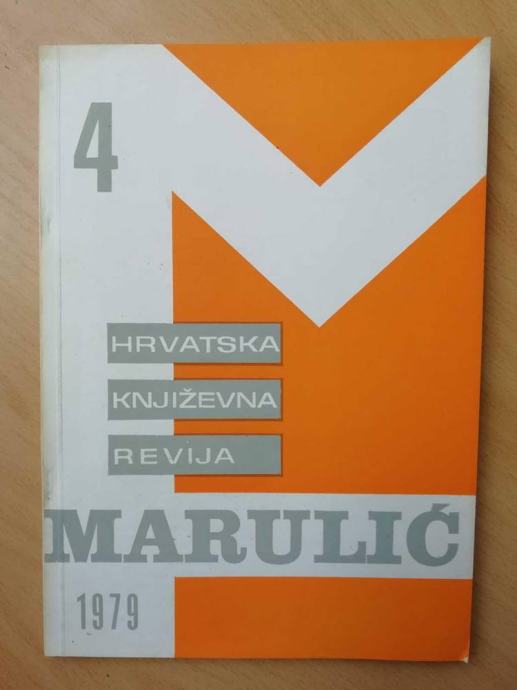 4
HRVATSKA
KNJIŽEVNA
REVIJA
MARULIĆ
1979